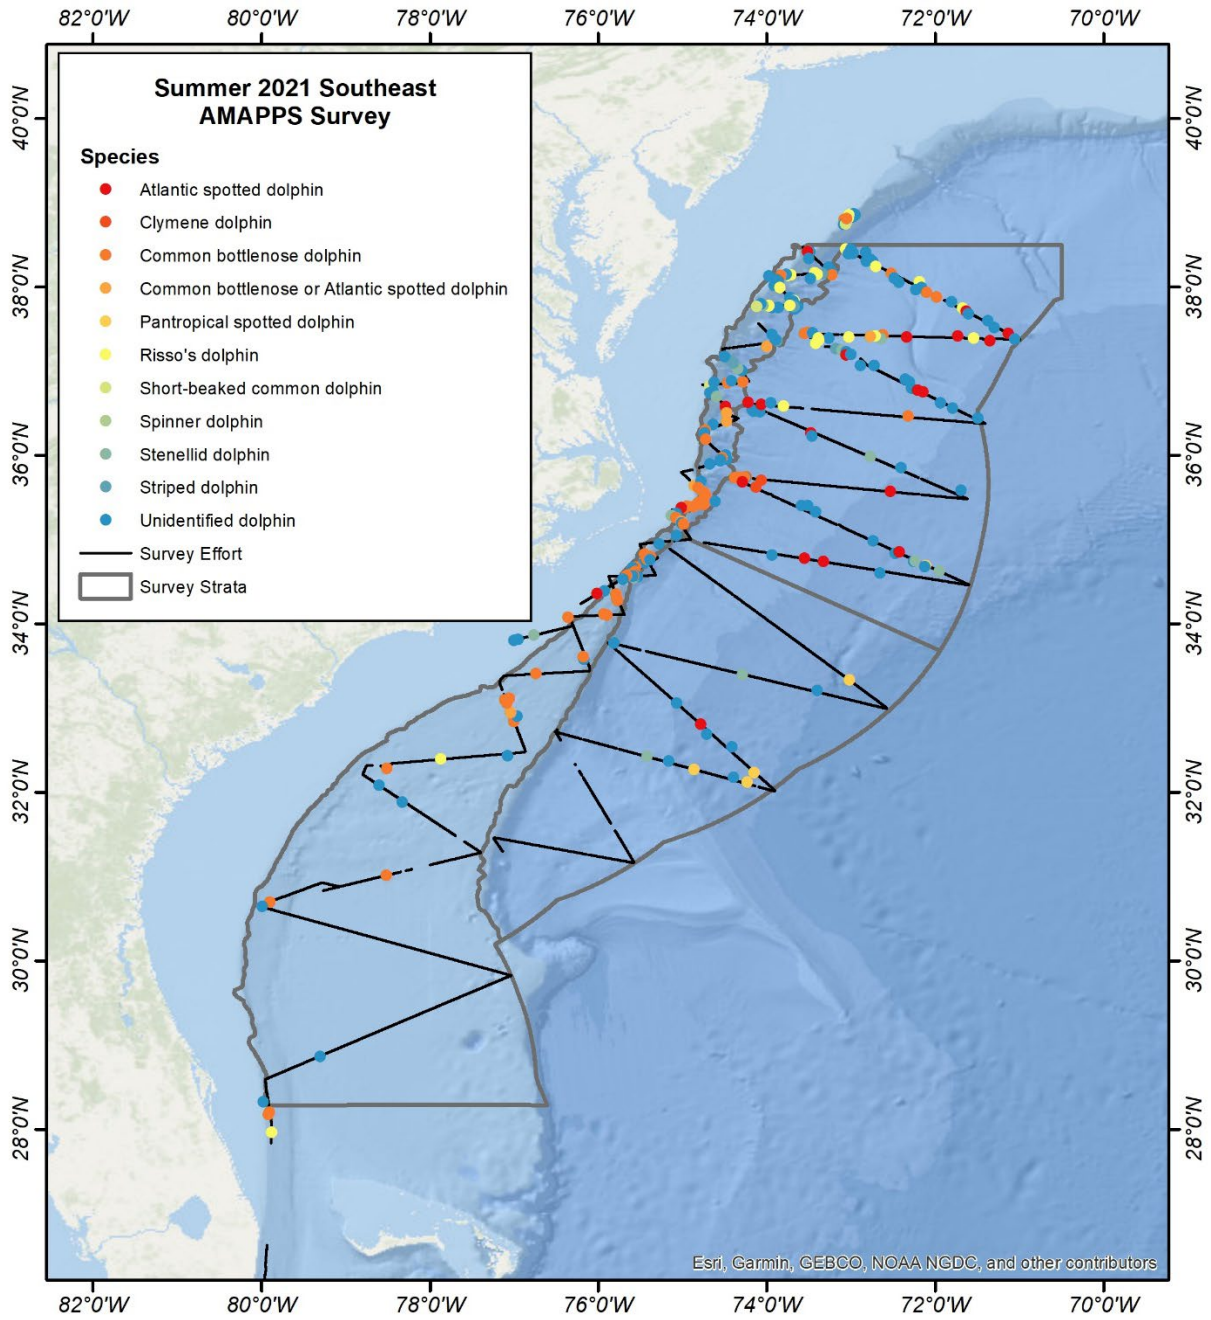 82°0'W 80°0'W 78°0'W 76°0'W 74°0'W 72°0'W 70°0'W
Summer 2021 Southeast
AMAPPS Survey
Species
Atlantic spotted dolphin
Clymene dolphin
Common bottlenose dolphin
Common bottlenose or Atlantic spotted dolphin
Pantropical spotted dolphin
Risso's dolphin
Short-beaked common dolphin
Spinner dolphin
Stenellid dolphin
Striped dolphin
Unidentified dolphin
Survey Effort
Survey Strata
40°0'N
38°0'N
36°0'N
34°0'N
32°0'N
30°0'N
28°0'N
40°0'N
38°0'N
36°0'N
34°0'N
32°0'N
30°0'N
28°0'N
Esri, Garmin, GEBCO, NOAA NGDC, and other contributors
82°0'W 80°0'W 78°0'W 76°0'W 74°0'W 72°0'W 70°0'W